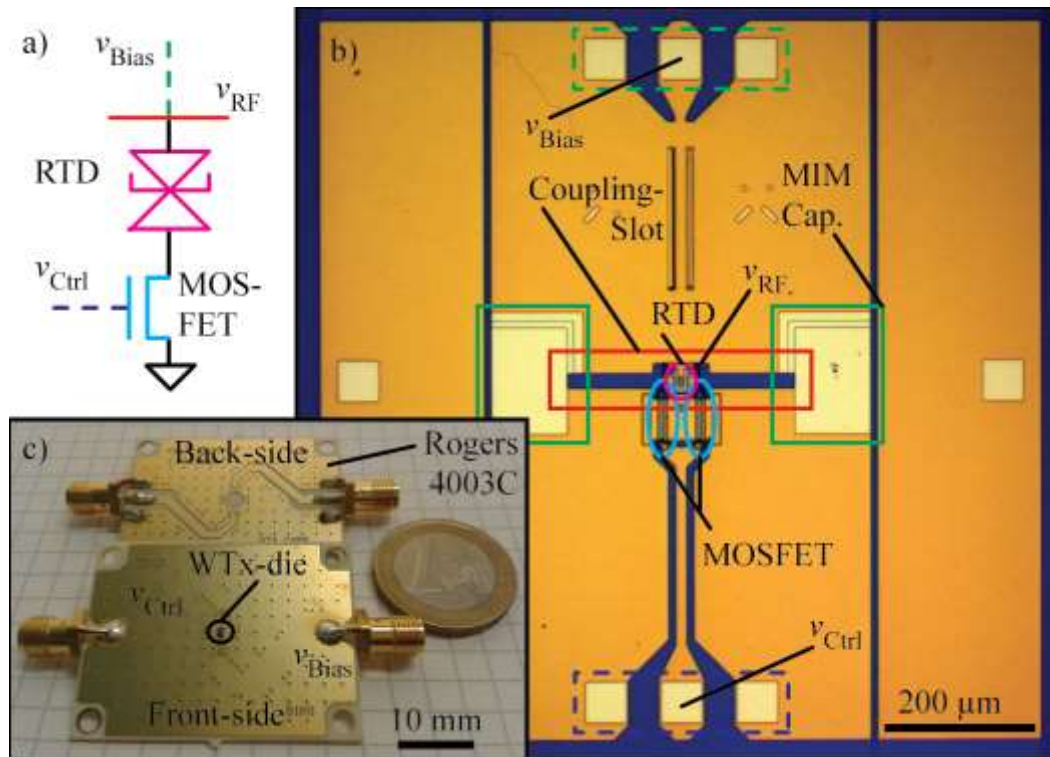 a)
vBias
vRF
RTD
vCtrl
MOS-
FET
b)
vBias
Coupling-
Slot
MIM
Cap.
vRF.
RTD
MOSFET
vCtrl
200 µm
c)
Back-side
Rogers
4003C
WTx-die
vCtrl
vBias
Front-side
10 mm